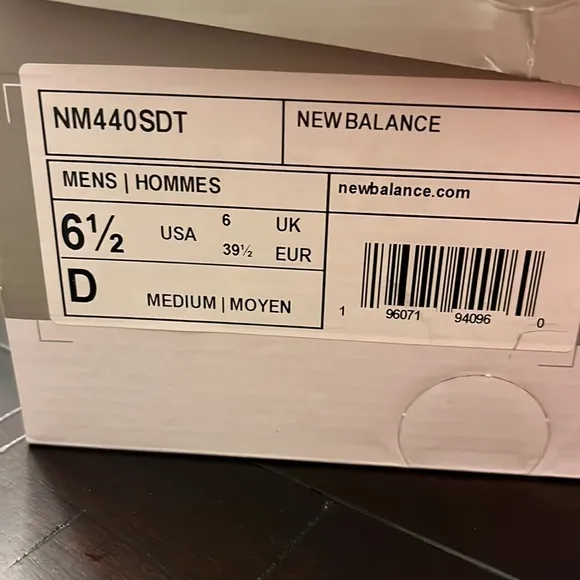 NM440SDT
NEW BALANCE
MENS | HOMMES
newbalance.com
6½ USA 6 UK
39½ EUR
D MEDIUM | MOYEN
1 96071 94096 0